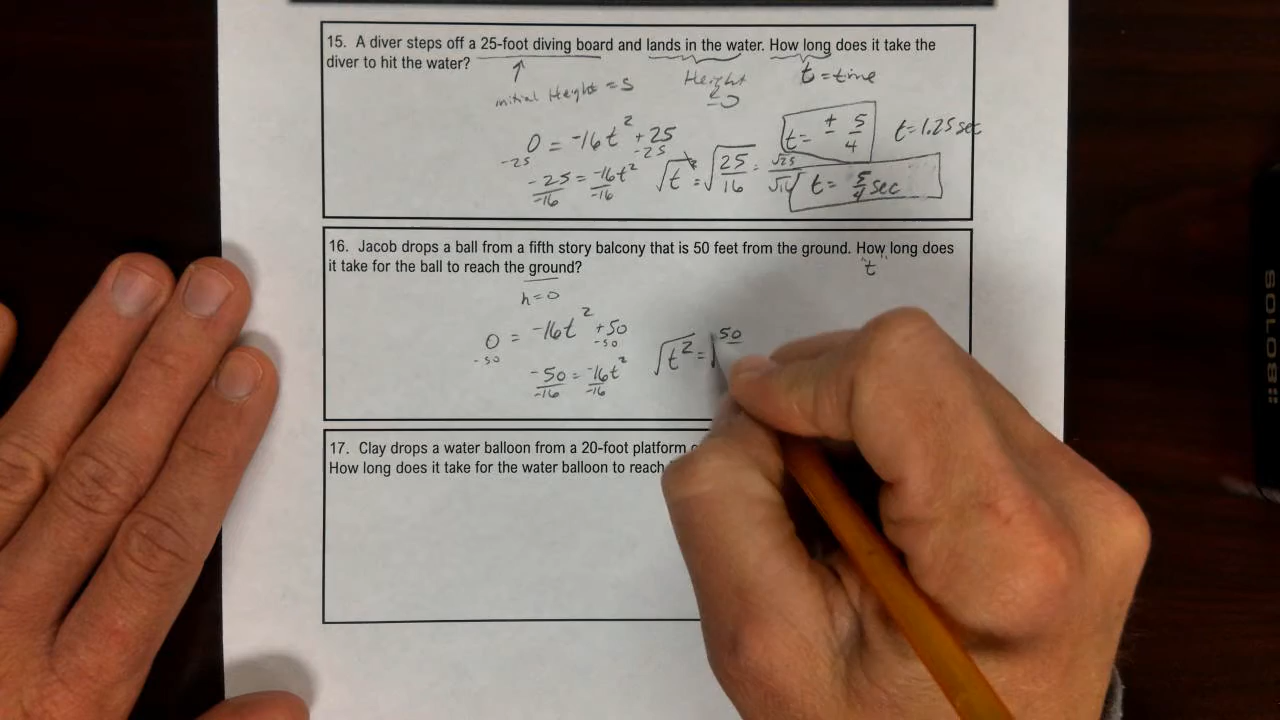 15. A diver steps off a 25-foot diving board and lands in the water. How long does it take the
diver to hit the water?
initial Height = S
Height = 0
t = time
0 = -16t² + 25
-25 -25
-25 = -16t²
-16 -16
√t² = √25/16 = √25/√16
t = ± 5/4
t = 1.25 sec
t = 5/4 sec
16. Jacob drops a ball from a fifth story balcony that is 50 feet from the ground. How long does
it take for the ball to reach the ground?
t
h = 0
0 = -16t² + 50
-50 -50
-50 = -16t²
-16 -16
√t² = √50
17. Clay drops a water balloon from a 20-foot platform
How long does it take for the water balloon to reach
SOLO8